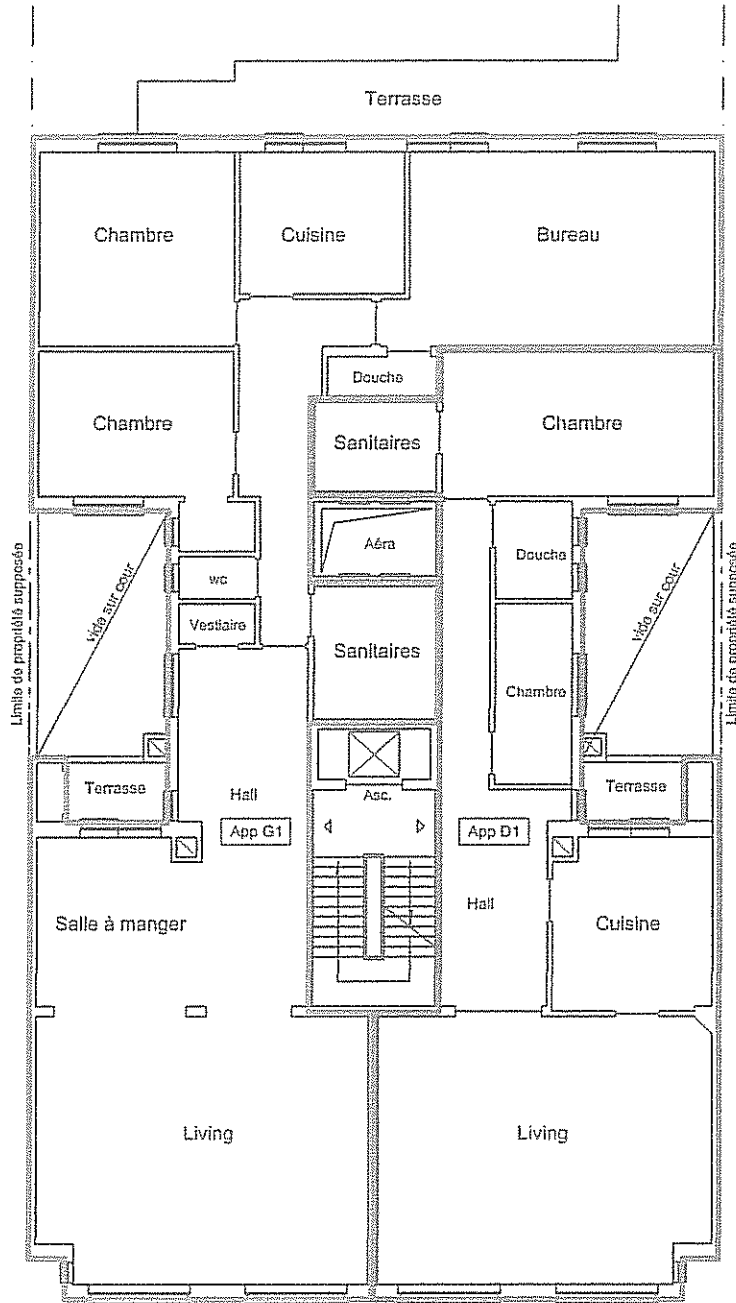 Terrasse
Chambre
Cuisine
Bureau
Douche
Chambre
Sanitaires
Chambre
Aéra
Douche
Limite de propriété supposée
Vide sur cour
wc
Vestiaire
Sanitaires
Chambre
Vide sur cour
Limite de propriété supposée
Terrasse
Hall
Asc.
Terrasse
App G1
App D1
Salle à manger
Hall
Cuisine
Living
Living